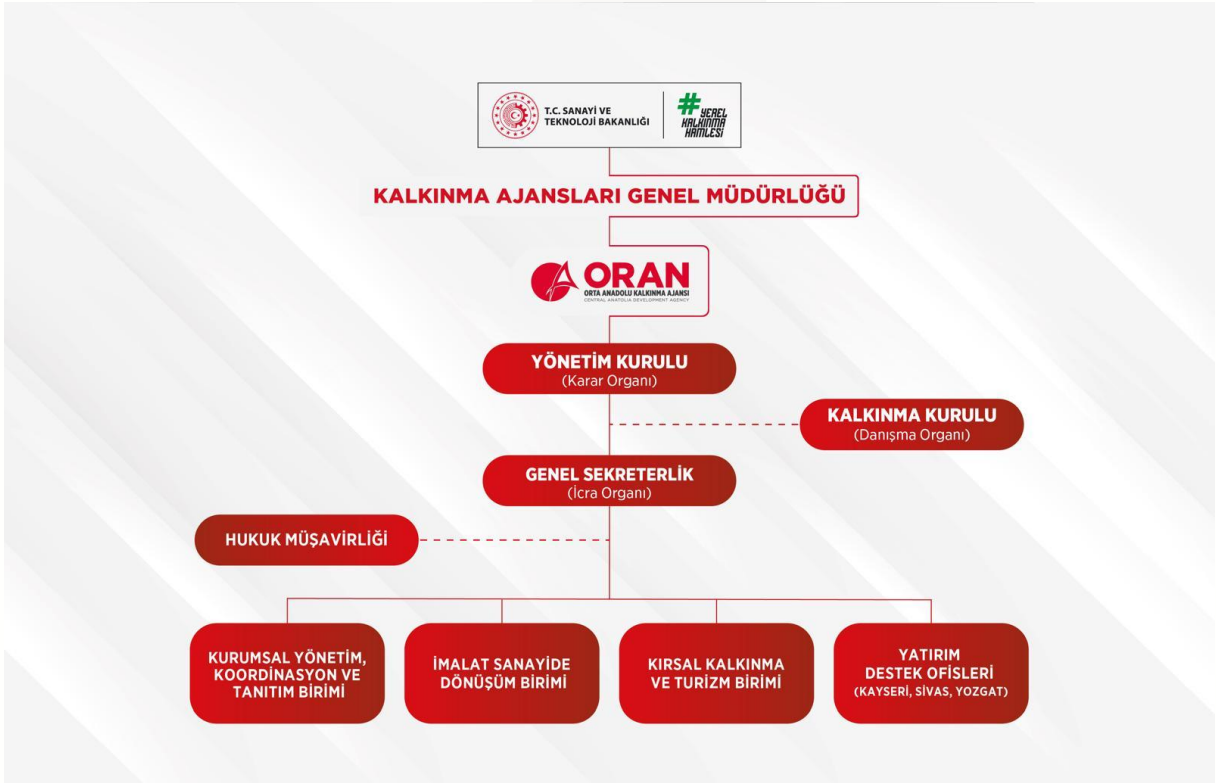 T.C. SANAYİ VE
TEKNOLOJİ BAKANLIĞI
#YEREL
KALKINMA
HAMLESİ
KALKINMA AJANSLARI GENEL MÜDÜRLÜĞÜ
ORAN
ORTA ANADOLU KALKINMA AJANSI
CENTRAL ANATOLIA DEVELOPMENT AGENCY
YÖNETİM KURULU
(Karar Organı)
KALKINMA KURULU
(Danışma Organı)
GENEL SEKRETERLİK
(İcra Organı)
HUKUK MÜŞAVİRLİĞİ
KURUMSAL YÖNETİM,
KOORDİNASYON VE
TANITIM BİRİMİ
İMALAT SANAYİDE
DÖNÜŞÜM BİRİMİ
KIRSAL KALKINMA
VE TURİZM BİRİMİ
YATIRIM
DESTEK OFİSLERİ
(KAYSERİ, SİVAS, YOZGAT)